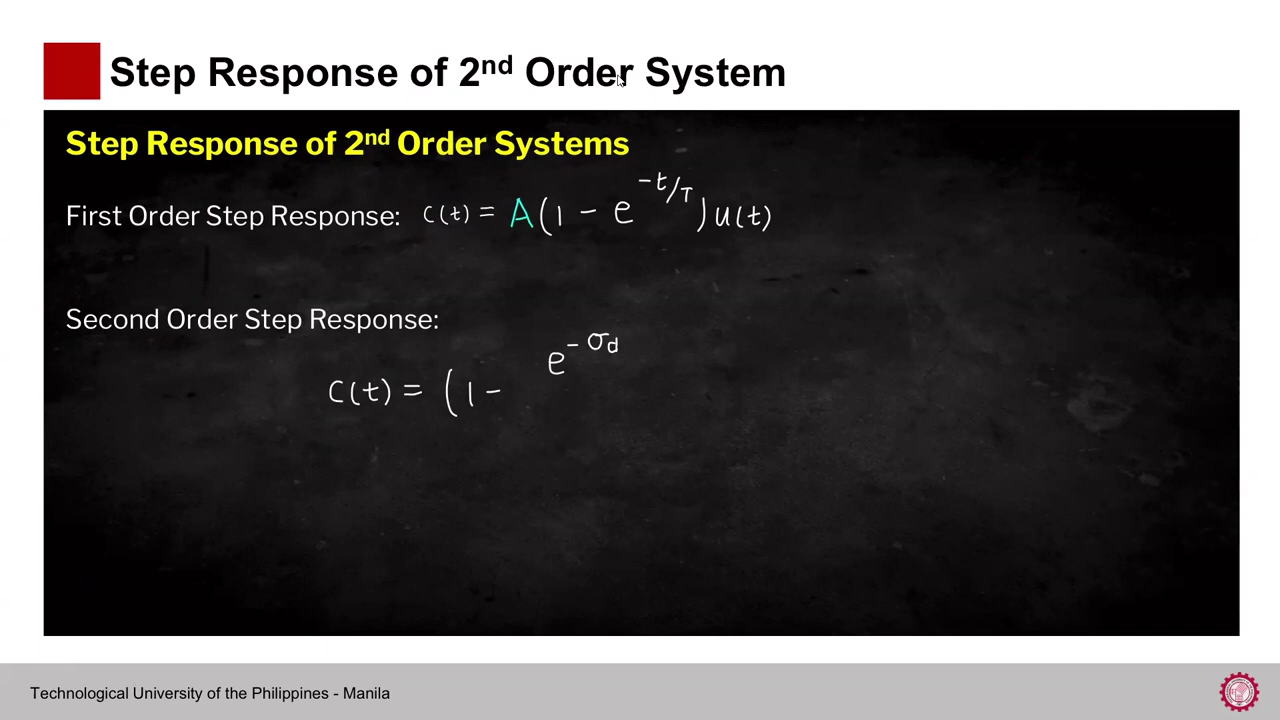 Step Response of 2nd Order System
Step Response of 2nd Order Systems
First Order Step Response: C(t) = A(1 - e^{-t/T})u(t)
Second Order Step Response:
C(t) = (1 - e^{-σd}
Technological University of the Philippines - Manila